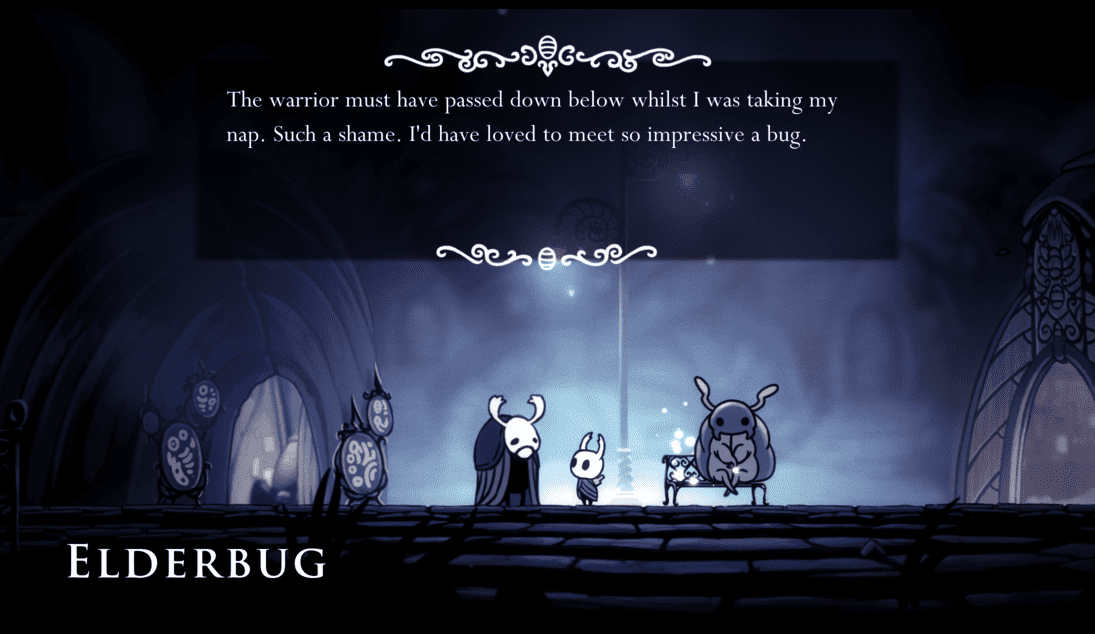 The warrior must have passed down below whilst I was taking my
nap. Such a shame. I'd have loved to meet so impressive a bug.
ELDERBUG